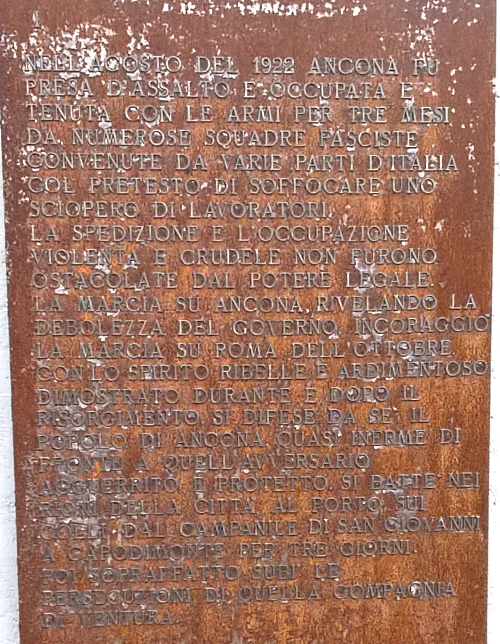 NELL'AGOSTO DEL 1922 ANCONA FU
PRESA D'ASSALTO E OCCUPATA E
TENUTA CON LE ARMI PER TRE MESI
DA NUMEROSE SQUADRE FASCISTE
CONVENUTE DA VARIE PARTI D'ITALIA
COL PRETESTO DI SOFFOCARE UNO
SCIOPERO DI LAVORATORI.
LA SPEDIZIONE E L'OCCUPAZIONE
VIOLENTA E CRUDELE NON FURONO
OSTACOLATE DAL POTERE LEGALE.
LA MARCIA SU ANCONA, RIVELANDO LA
DEBOLEZZA DEL GOVERNO, INCORAGGIO'
LA MARCIA SU ROMA DELL'OTTOBRE.
CON LO SPIRITO RIBELLE E ARDIMENTOSO
DIMOSTRATO DURANTE E DOPO IL
RISORGIMENTO, SI DIFESE DA SE' IL
POPOLO DI ANCONA, QUASI INERME DI
FRONTE A QUELL'AVVERSARIO
AGGUERRITO E PROTETTO. SI BATTE' NEI
RIONI DELLA CITTA', AL PORTO, SUI
COLLI, DAL CAMPANILE DI SAN GIOVANNI
A CAPODIMONTE PER TRE GIORNI.
POI SOPRAFFATTO SUBI' LE
PERSECUZIONI DI QUELLA COMPAGNIA
DI VENTURA.